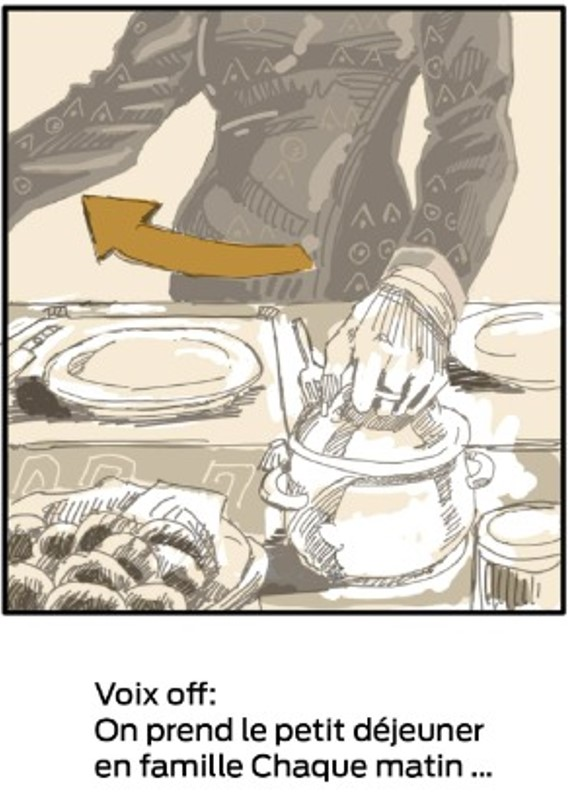 Voix off:
On prend le petit déjeuner
en famille Chaque matin ...